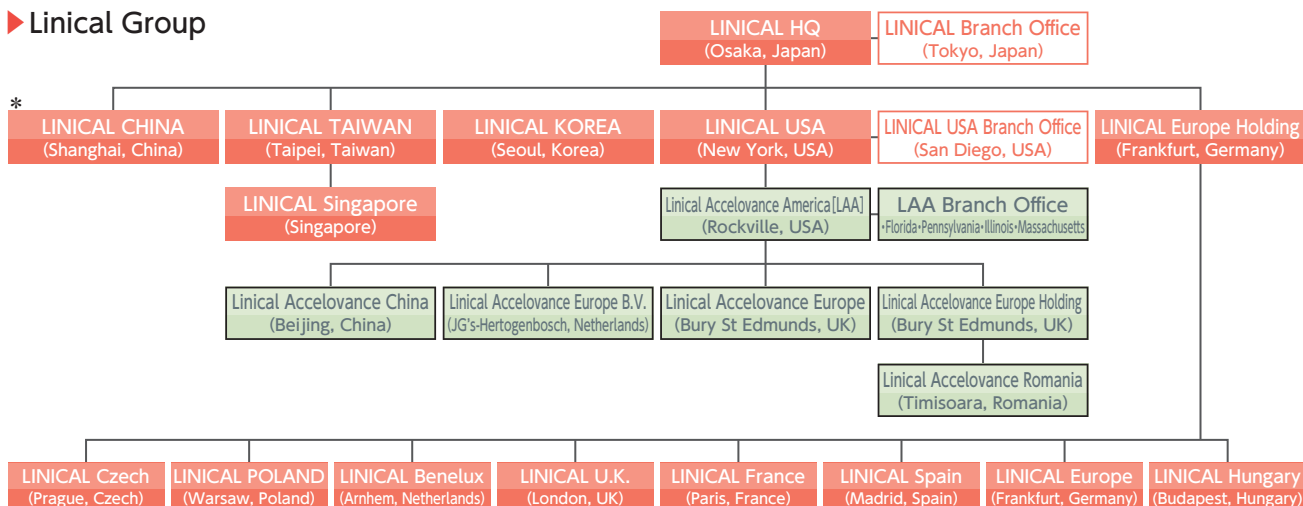 Linical Group
LINICAL HQ
(Osaka, Japan)
LINICAL Branch Office
(Tokyo, Japan)
*
LINICAL CHINA
(Shanghai, China)
LINICAL TAIWAN
(Taipei, Taiwan)
LINICAL KOREA
(Seoul, Korea)
LINICAL USA
(New York, USA)
LINICAL USA Branch Office
(San Diego, USA)
LINICAL Europe Holding
(Frankfurt, Germany)
LINICAL Singapore
(Singapore)
Linical Accelovance America[LAA]
(Rockville, USA)
LAA Branch Office
・Florida・Pennsylvania・Illinois・Massachusetts
Linical Accelovance China
(Beijing, China)
Linical Accelovance Europe B.V.
(JG's-Hertogenbosch, Netherlands)
Linical Accelovance Europe
(Bury St Edmunds, UK)
Linical Accelovance Europe Holding
(Bury St Edmunds, UK)
Linical Accelovance Romania
(Timisoara, Romania)
LINICAL Czech
(Prague, Czech)
LINICAL POLAND
(Warsaw, Poland)
LINICAL Benelux
(Arnhem, Netherlands)
LINICAL U.K.
(London, UK)
LINICAL France
(Paris, France)
LINICAL Spain
(Madrid, Spain)
LINICAL Europe
(Frankfurt, Germany)
LINICAL Hungary
(Budapest, Hungary)